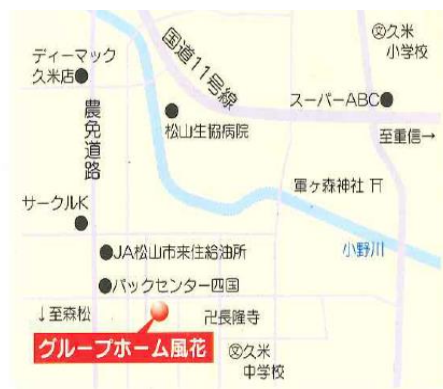 文久米
小学校
ディーマック
久米店
国道11号線
スーパーABC
農免道路
松山生協病院
至重信→
軍ヶ森神社
サークルK
小野川
JA松山市来住給油所
パックセンター四国
↓至森松
卍長隆寺
グループホーム風花
文久米
中学校